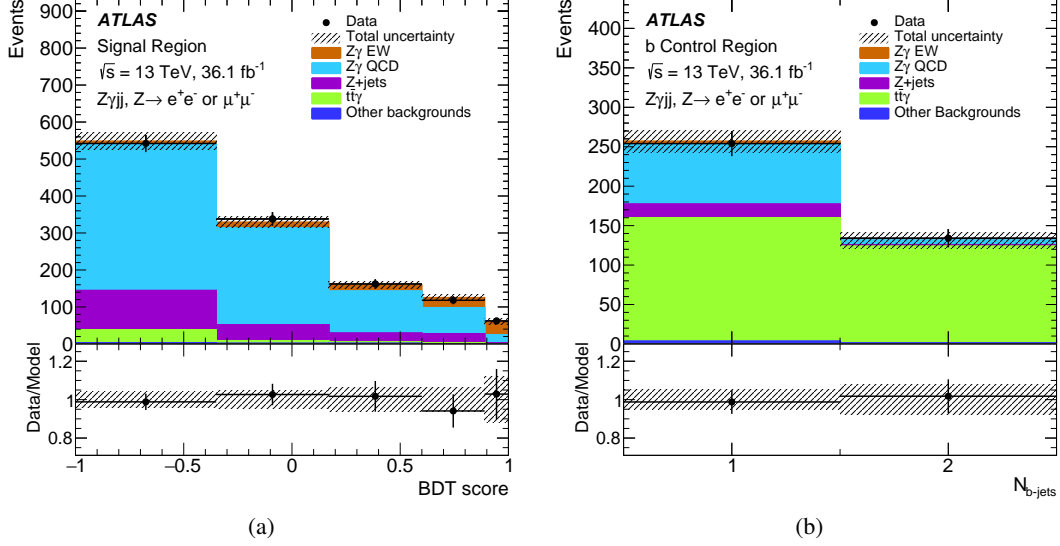 Events
900
800
700
600
500
400
300
200
100
0
ATLAS
Signal Region
√s = 13 TeV, 36.1 fb⁻¹
Zγjj, Z→ e⁺e⁻ or μ⁺μ⁻
Data
Total uncertainty
Zγ EW
Zγ QCD
Z+jets
tt̄γ
Other backgrounds
Data/Model
1.2
1
0.8
−1
−0.5
0
0.5
1
BDT score
(a)
Events
400
350
300
250
200
150
100
50
0
ATLAS
b Control Region
√s = 13 TeV, 36.1 fb⁻¹
Zγjj, Z→ e⁺e⁻ or μ⁺μ⁻
Data
Total uncertainty
Zγ EW
Zγ QCD
Z+jets
tt̄γ
Other Backgrounds
Data/Model
1.2
1
0.8
1
2
N_b-jets
(b)